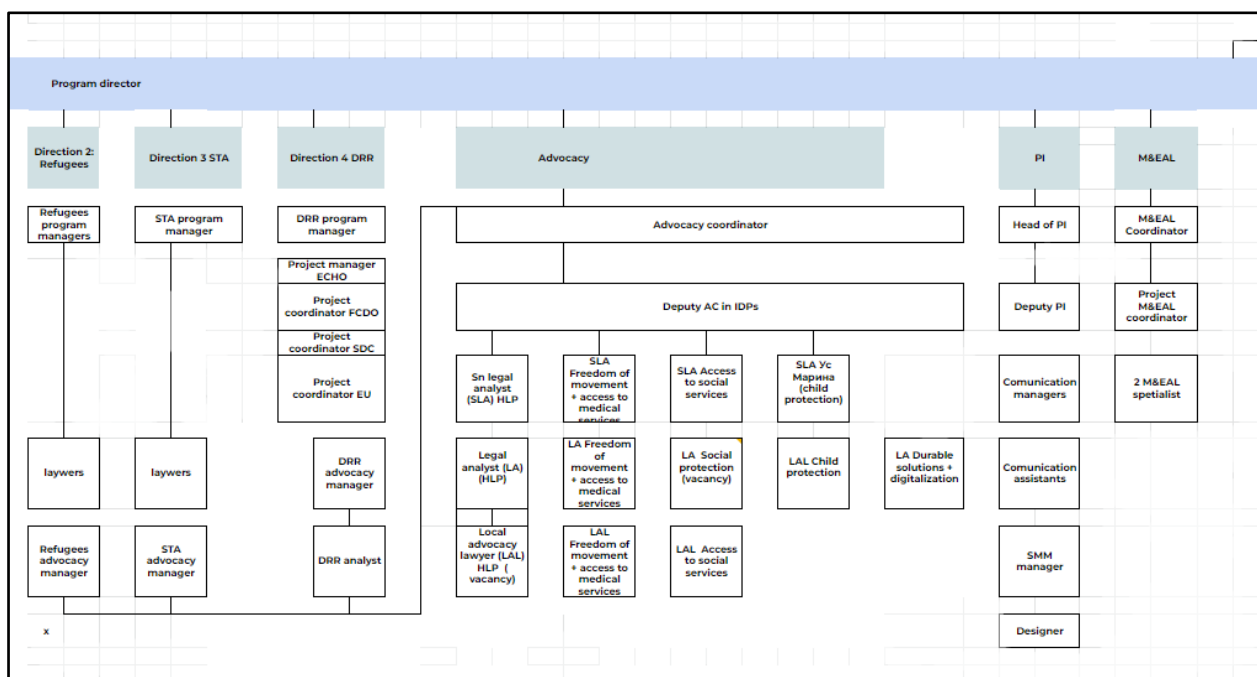 Program director
Direction 2:
Refugees
Direction 3 STA
Direction 4 DRR
Advocacy
PI
M&EAL
Refugees
program
managers
STA program
manager
DRR program
manager
Advocacy coordinator
Head of PI
M&EAL
Coordinator
Project manager
ECHO
Project
coordinator FCDO
Project
coordinator SDC
Project
coordinator EU
Deputy AC in IDPs
Deputy PI
Project
M&EAL
coordinator
Sn legal
analyst
(SLA) HLP
SLA
Freedom of
movement
+ access to
medical
services
SLA Access
to social
services
SLA Ус
Марина
(child
protection)
Comunication
managers
2 M&EAL
spetialist
laywers
laywers
DRR
advocacy
manager
Legal
analyst (LA)
(HLP)
LA Freedom
of
movement
+ access to
medical
services
LA Social
protection
(vacancy)
LAL Child
protection
LA Durable
solutions +
digitalization
Comunication
assistants
Refugees
advocacy
manager
STA
advocacy
manager
DRR analyst
Local
advocacy
lawyer (LAL)
HLP (
vacancy)
LAL
Freedom of
movement
+ access to
medical
services
LAL Access
to social
services
SMM
manager
x
Designer